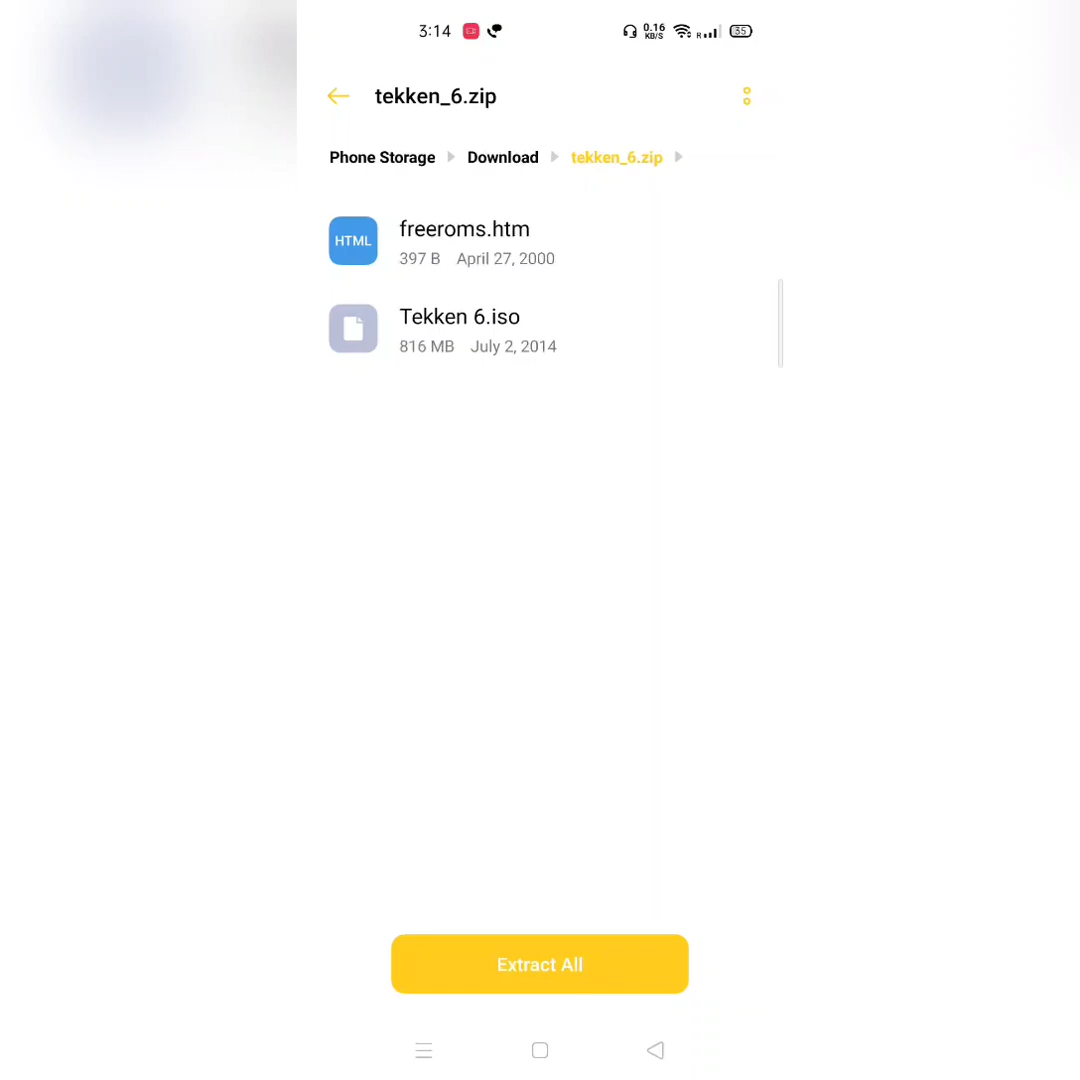 3:14 0.16 KB/S R 35
tekken_6.zip
Phone Storage Download tekken_6.zip
HTML
freeroms.htm
397 B April 27, 2000
Tekken 6.iso
816 MB July 2, 2014
Extract All